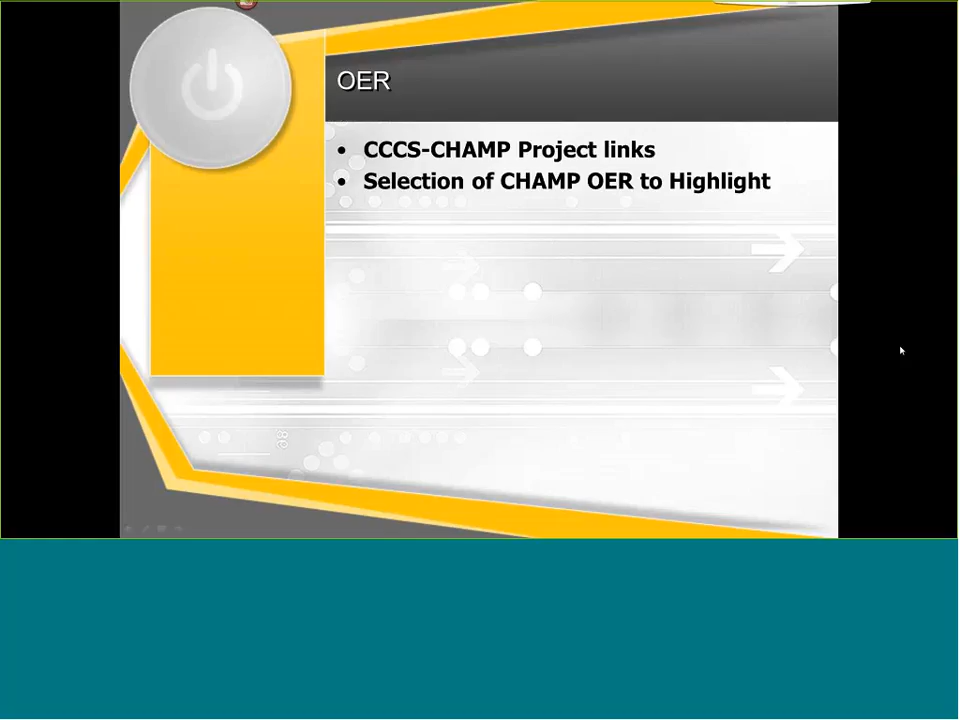 OER
• CCCS-CHAMP Project links
• Selection of CHAMP OER to Highlight